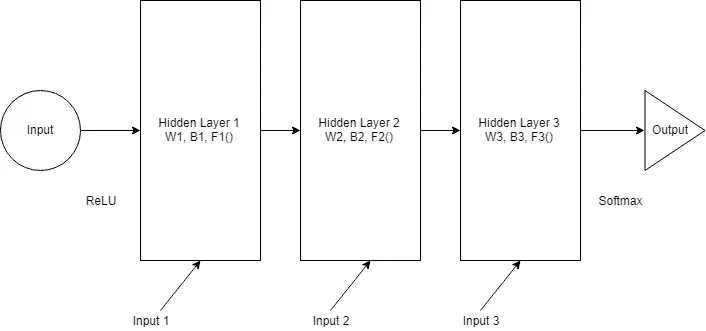 Input
Hidden Layer 1
W1, B1, F1()
Hidden Layer 2
W2, B2, F2()
Hidden Layer 3
W3, B3, F3()
Output
ReLU
Softmax
Input 1
Input 2
Input 3